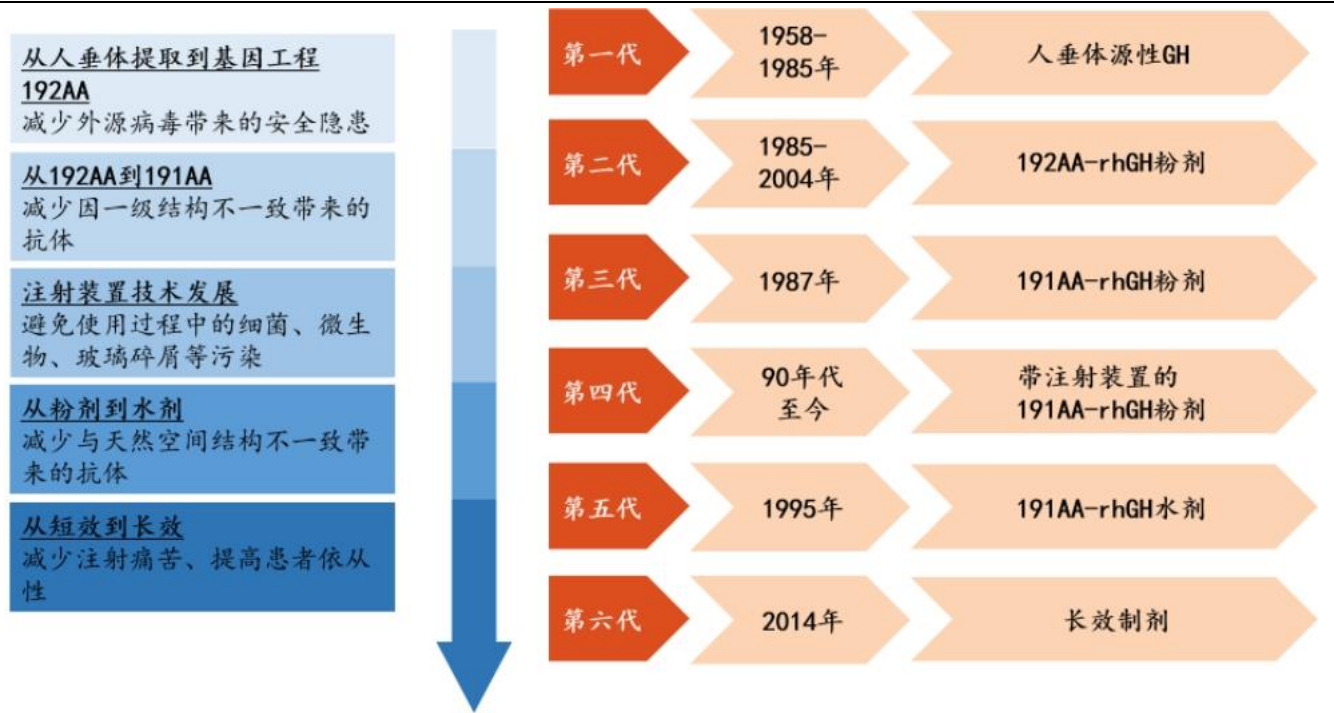 从人垂体提取到基因工程
192AA
减少外源病毒带来的安全隐患
从192AA到191AA
减少因一级结构不一致带来的
抗体
注射装置技术发展
避免使用过程中的细菌、微生
物、玻璃碎屑等污染
从粉剂到水剂
减少与天然空间结构不一致带
来的抗体
从短效到长效
减少注射痛苦、提高患者依从
性
第一代
1958-
1985年
人垂体源性GH
第二代
1985-
2004年
192AA-rhGH粉剂
第三代
1987年
191AA-rhGH粉剂
第四代
90年代
至今
带注射装置的
191AA-rhGH粉剂
第五代
1995年
191AA-rhGH水剂
第六代
2014年
长效制剂